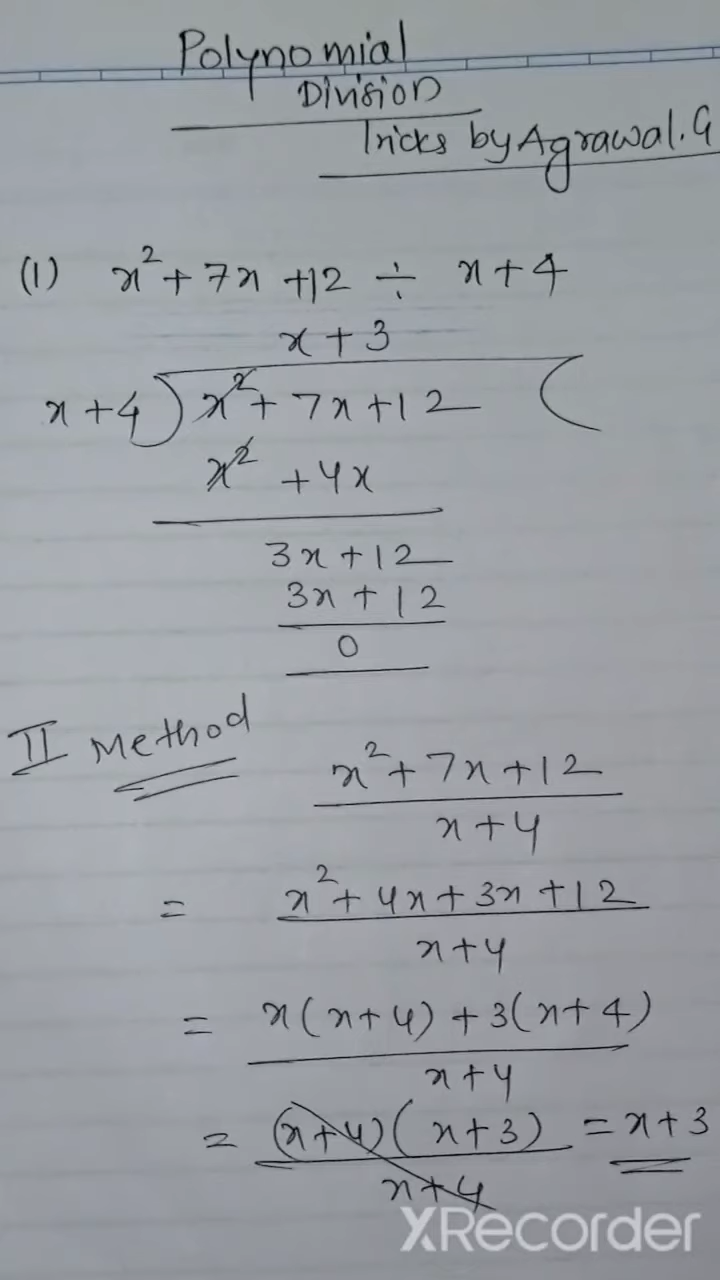 Polynomial
Division
Tricks by Agrawal. G
(1) x² + 7x + 12 ÷ x + 4
x + 3
x + 4 ) x² + 7x + 12 (
x² + 4x
3x + 12
3x + 12
0
II Method
x² + 7x + 12
x + 4
= x² + 4x + 3x + 12
x + 4
= x(x + 4) + 3(x + 4)
x + 4
= (x + 4)(x + 3) = x + 3
x + 4
XRecorder